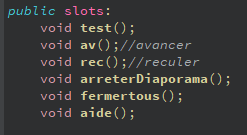 public slots:
void test();
void av();//avancer
void rec();//reculer
void arreterDiaporama();
void fermertous();
void aide();